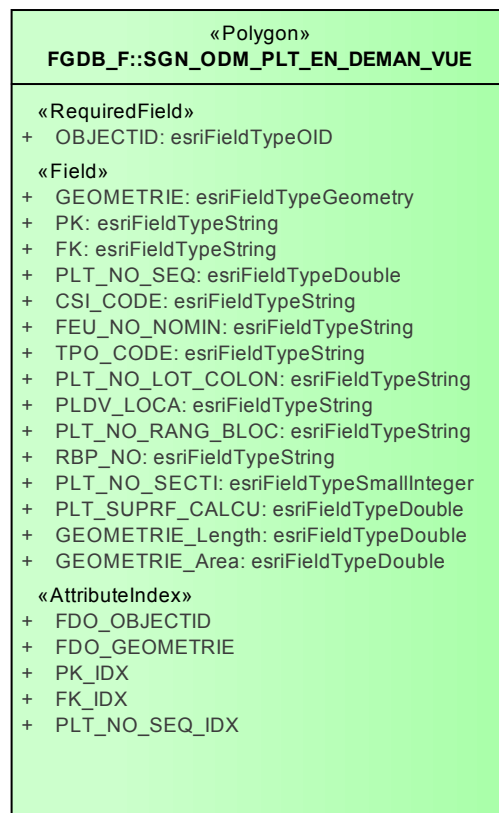 «Polygon»
FGDB_F::SGN_ODM_PLT_EN_DEMAN_VUE
«RequiredField»
+ OBJECTID: esriFieldTypeOID
«Field»
+ GEOMETRIE: esriFieldTypeGeometry
+ PK: esriFieldTypeString
+ FK: esriFieldTypeString
+ PLT_NO_SEQ: esriFieldTypeDouble
+ CSI_CODE: esriFieldTypeString
+ FEU_NO_NOMIN: esriFieldTypeString
+ TPO_CODE: esriFieldTypeString
+ PLT_NO_LOT_COLON: esriFieldTypeString
+ PLDV_LOCA: esriFieldTypeString
+ PLT_NO_RANG_BLOC: esriFieldTypeString
+ RBP_NO: esriFieldTypeString
+ PLT_NO_SECTI: esriFieldTypeSmallInteger
+ PLT_SUPRF_CALCU: esriFieldTypeDouble
+ GEOMETRIE_Length: esriFieldTypeDouble
+ GEOMETRIE_Area: esriFieldTypeDouble
«AttributeIndex»
+ FDO_OBJECTID
+ FDO_GEOMETRIE
+ PK_IDX
+ FK_IDX
+ PLT_NO_SEQ_IDX